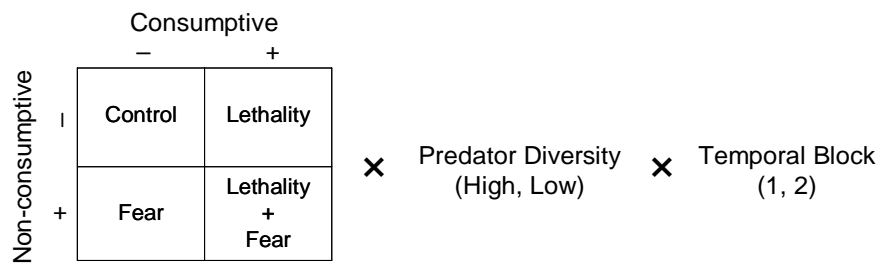 Consumptive
– +
Non-consumptive
–
+
Control
Lethality
Fear
Lethality
+
Fear
×
Predator Diversity
(High, Low)
×
Temporal Block
(1, 2)